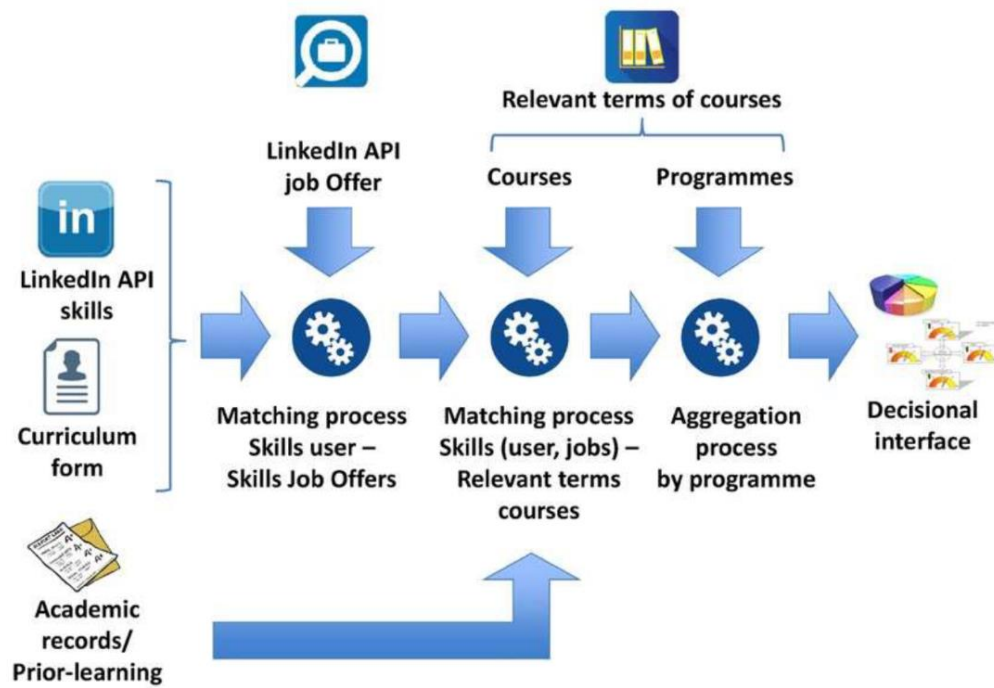 Relevant terms of courses
LinkedIn API
job Offer
Courses
Programmes
in
LinkedIn API
skills
Curriculum
form
Matching process
Skills user –
Skills Job Offers
Matching process
Skills (user, jobs) –
Relevant terms
courses
Aggregation
process
by programme
Decisional
interface
Academic
records/
Prior-learning